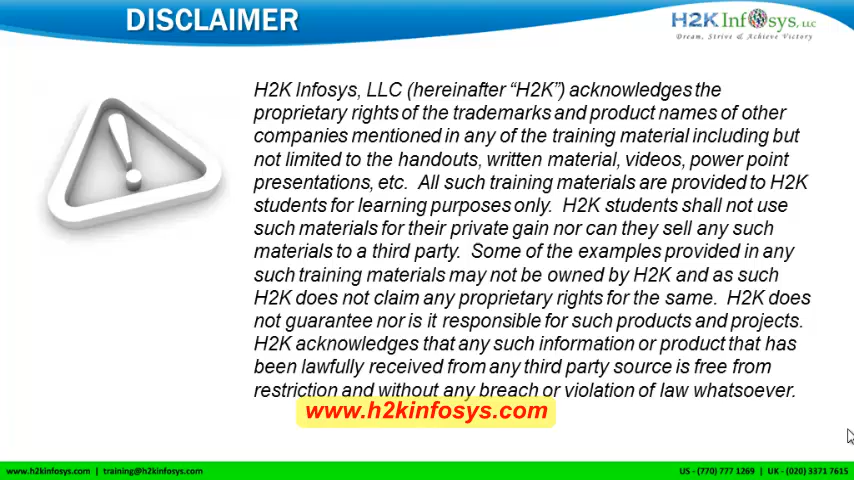 DISCLAIMER
H2K Infosys, LLC
Dream, Strive & Achieve Victory
H2K Infosys, LLC (hereinafter “H2K”) acknowledges the
proprietary rights of the trademarks and product names of other
companies mentioned in any of the training material including but
not limited to the handouts, written material, videos, power point
presentations, etc.  All such training materials are provided to H2K
students for learning purposes only.  H2K students shall not use
such materials for their private gain nor can they sell any such
materials to a third party.  Some of the examples provided in any
such training materials may not be owned by H2K and as such
H2K does not claim any proprietary rights for the same.  H2K does
not guarantee nor is it responsible for such products and projects.
H2K acknowledges that any such information or product that has
been lawfully received from any third party source is free from
restriction and without any breach or violation of law whatsoever.
www.h2kinfosys.com
www.h2kinfosys.com | training@h2kinfosys.com
US - (770) 777 1269 | UK - (020) 3371 7615